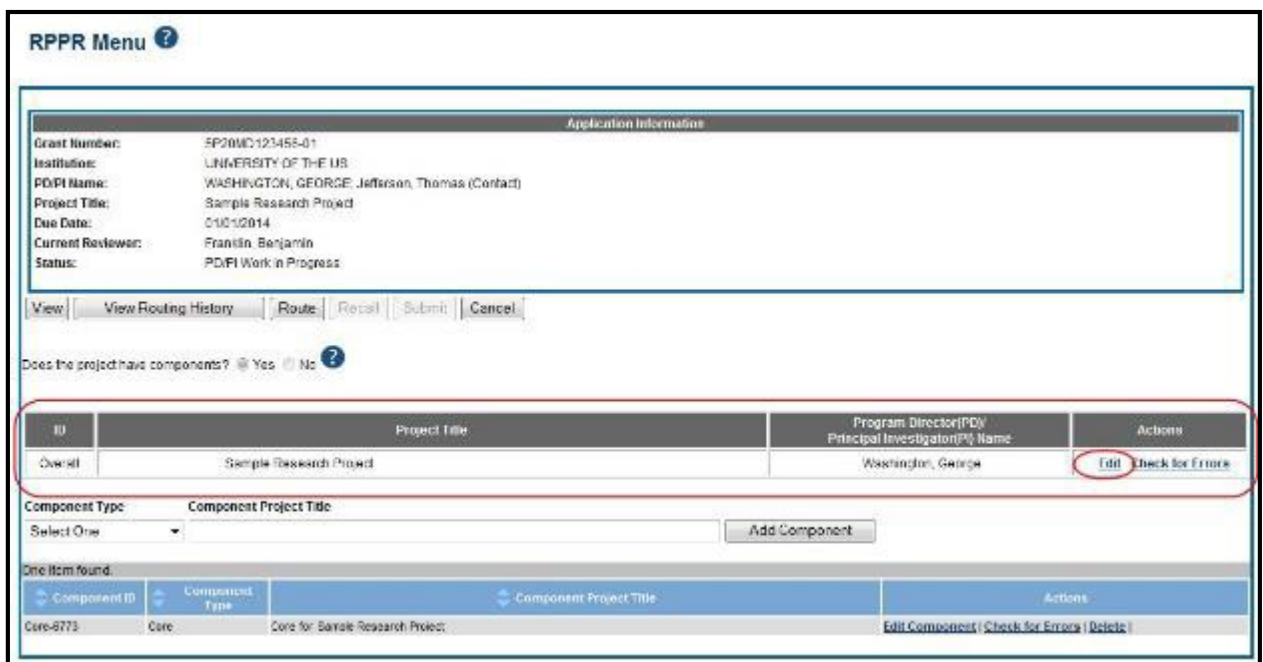 RPPR Menu ?
Application Information
Grant Number: 5P20MD123456-01
Institution: UNIVERSITY OF THE US
PD/PI Name: WASHINGTON, GEORGE; Jefferson, Thomas (Contact)
Project Title: Sample Research Project
Due Date: 01/01/2014
Current Reviewer: Franklin, Benjamin
Status: PD/PI Work in Progress
View View Routing History Route Recall Submit Cancel
Does the project have components? Yes No ?
ID Project Title Program Director(PD)/ Principal Investigator(PI) Name Actions
Overall Sample Research Project Washington, George Edit Check for Errors
Component Type Component Project Title
Select One Add Component
One item found.
Component ID Component Type Component Project Title Actions
Core-6773 Core Core for Sample Research Project Edit Component | Check for Errors | Delete |